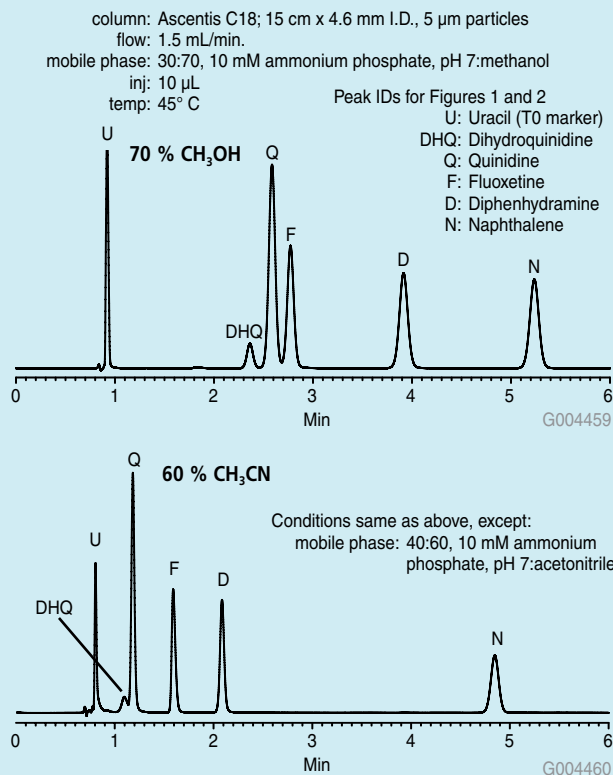 column: Ascentis C18; 15 cm x 4.6 mm I.D., 5 µm particles
flow: 1.5 mL/min.
mobile phase: 30:70, 10 mM ammonium phosphate, pH 7:methanol
inj: 10 µL
temp: 45° C
Peak IDs for Figures 1 and 2
U: Uracil (T0 marker)
DHQ: Dihydroquinidine
Q: Quinidine
F: Fluoxetine
D: Diphenhydramine
N: Naphthalene
70 % CH₃OH
U
Q
F
DHQ
D
N
0 1 2 3 4 5 6
Min
G004459
60 % CH₃CN
Conditions same as above, except:
mobile phase: 40:60, 10 mM ammonium
phosphate, pH 7:acetonitrile
Q
U
F
D
DHQ
N
0 1 2 3 4 5 6
Min
G004460